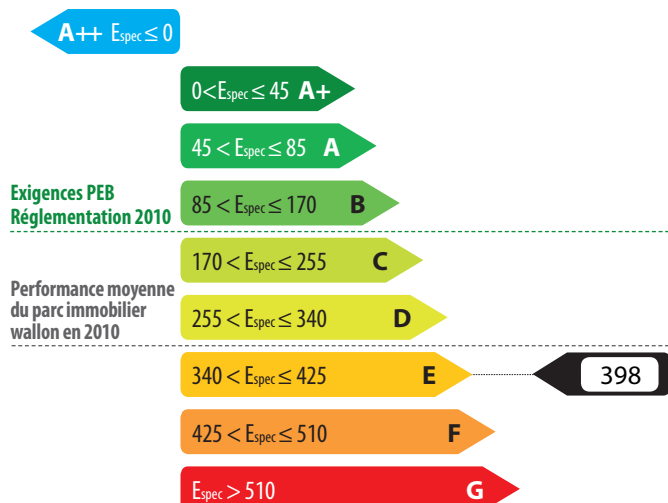 A++ Espec ≤ 0
0<Espec ≤ 45 A+
45 < Espec ≤ 85 A
Exigences PEB
Réglementation 2010
85 < Espec ≤ 170 B
170 < Espec ≤ 255 C
Performance moyenne
du parc immobilier
wallon en 2010
255 < Espec ≤ 340 D
340 < Espec ≤ 425 E
398
425 < Espec ≤ 510 F
Espec > 510 G